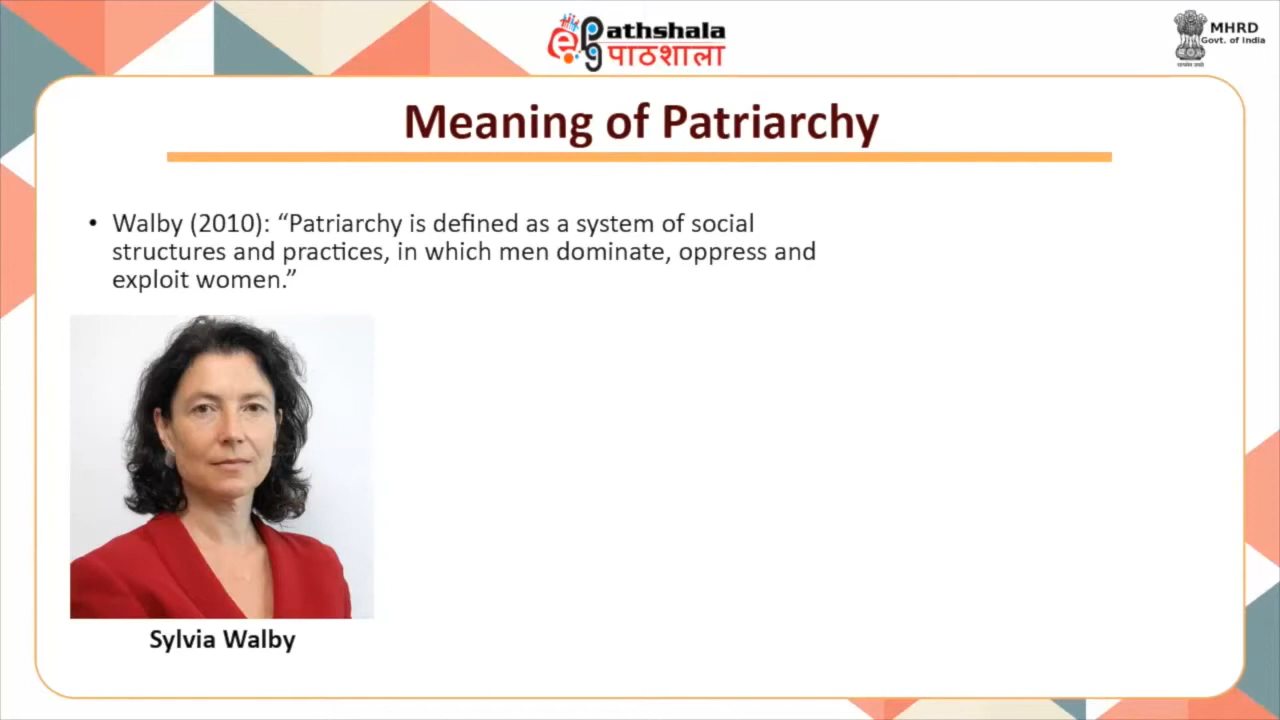 ePathshala
पाठशाला
MHRD
Govt. of India
Meaning of Patriarchy
• Walby (2010): “Patriarchy is defined as a system of social
structures and practices, in which men dominate, oppress and
exploit women.”
Sylvia Walby